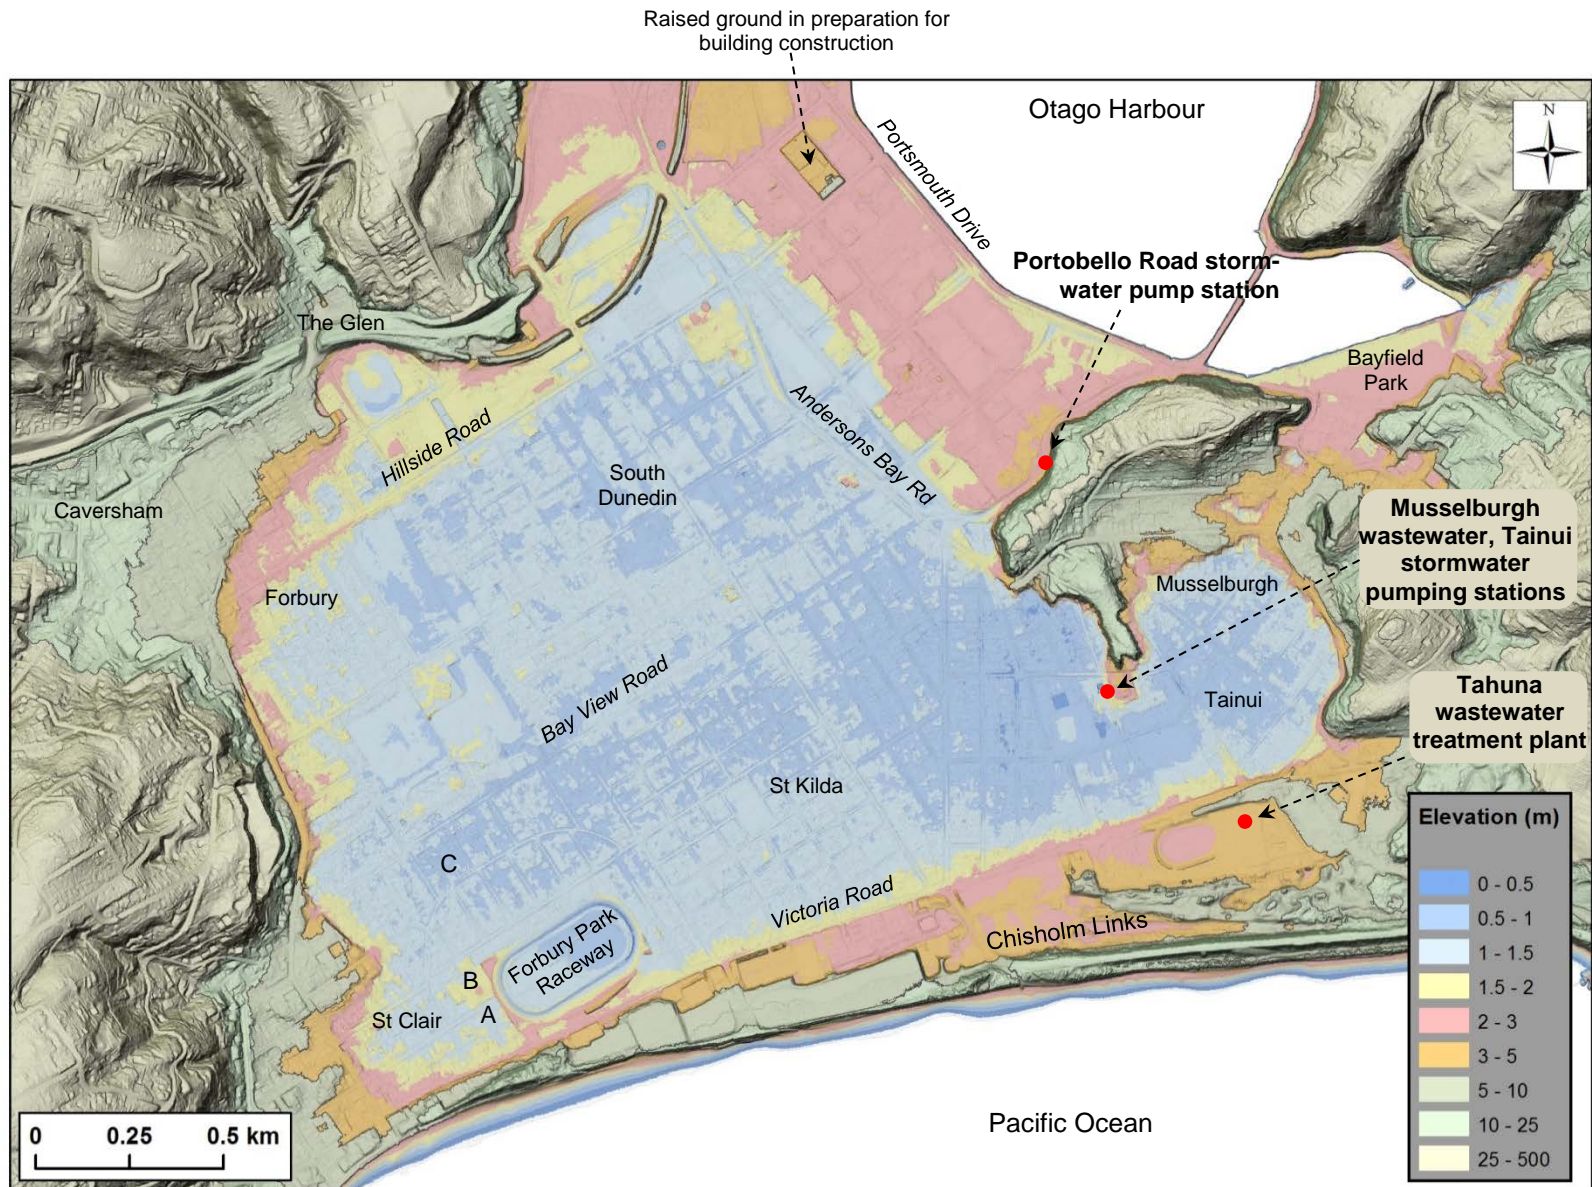 Raised ground in preparation for
building construction
Otago Harbour
N
Portsmouth Drive
Portobello Road storm-
water pump station
The Glen
Bayfield
Park
Hillside Road
Andersons Bay Rd
South
Dunedin
Caversham
Musselburgh
wastewater, Tainui
stormwater
pumping stations
Forbury
Musselburgh
Bay View Road
Tainui
Tahuna
wastewater
treatment plant
St Kilda
Elevation (m)
0 - 0.5
0.5 - 1
1 - 1.5
1.5 - 2
2 - 3
3 - 5
5 - 10
10 - 25
25 - 500
C
Victoria Road
Chisholm Links
Forbury Park
Raceway
B
A
St Clair
Pacific Ocean
0 0.25 0.5 km